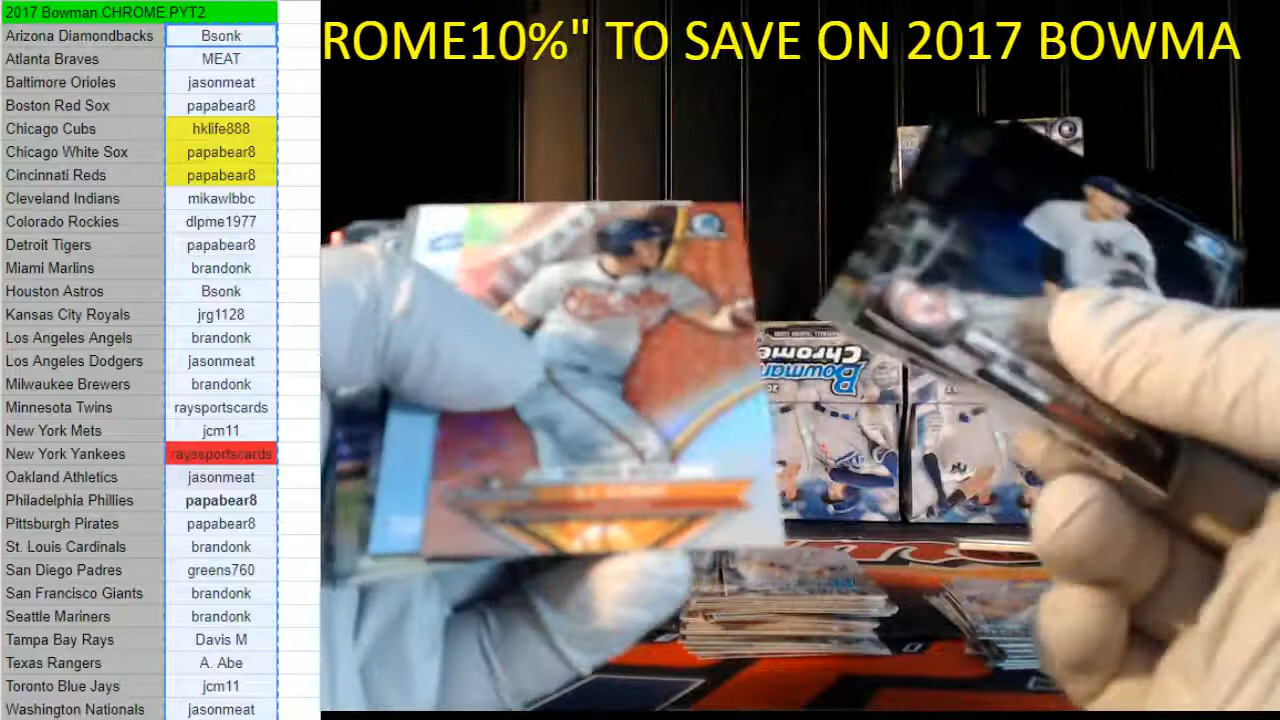 2017 Bowman CHROME PYT2
Arizona Diamondbacks Bsonk
Atlanta Braves MEAT
Baltimore Orioles jasonmeat
Boston Red Sox papabear8
Chicago Cubs hklife888
Chicago White Sox papabear8
Cincinnati Reds papabear8
Cleveland Indians mikawlbbc
Colorado Rockies dlpme1977
Detroit Tigers papabear8
Miami Marlins brandonk
Houston Astros Bsonk
Kansas City Royals jrg1128
Los Angeles Angels brandonk
Los Angeles Dodgers jasonmeat
Milwaukee Brewers brandonk
Minnesota Twins raysportscards
New York Mets jcm11
New York Yankees rayssportscards
Oakland Athletics jasonmeat
Philadelphia Phillies papabear8
Pittsburgh Pirates papabear8
St. Louis Cardinals brandonk
San Diego Padres greens760
San Francisco Giants brandonk
Seattle Mariners brandonk
Tampa Bay Rays Davis M
Texas Rangers A. Abe
Toronto Blue Jays jcm11
Washington Nationals jasonmeat
ROME10%" TO SAVE ON 2017 BOWMA
Bowman
Chrome